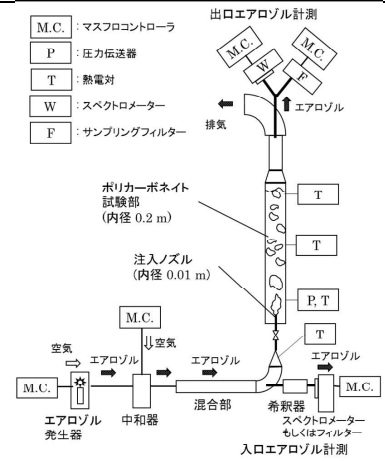 M.C.
:マスフロコントローラ
P
:圧力伝送器
T
:熱電対
W
:スペクトロメーター
F
:サンプリングフィルター
出口エアロゾル計測
M.C.
M.C.
W
F
エアロゾル
排気
ポリカーボネイト
試験部
(内径 0.2 m)
T
T
注入ノズル
(内径 0.01 m)
P, T
T
M.C.
空気
空気
エアロゾル
エアロゾル
エアロゾル
M.C.
M.C.
エアロゾル
発生器
中和器
混合部
希釈器
スペクトロメーター
もしくはフィルター
入口エアロゾル計測